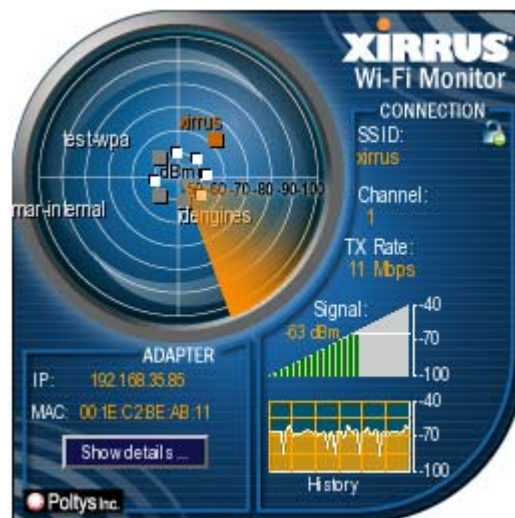 XIRRUS
Wi-Fi Monitor
CONNECTION
SSID:
xirrus
Channel:
1
TX Rate:
11 Mbps
Signal:
-63 dBm
-40
-70
-100
-40
-70
-100
History
xirrus
test-wpa
dBm
-50 -60 -70 -80 -90 -100
mar-internal
idengines
ADAPTER
IP: 192.168.35.85
MAC: 00:1E:C2:BE:AB:11
Show details ...
Poltys Inc.